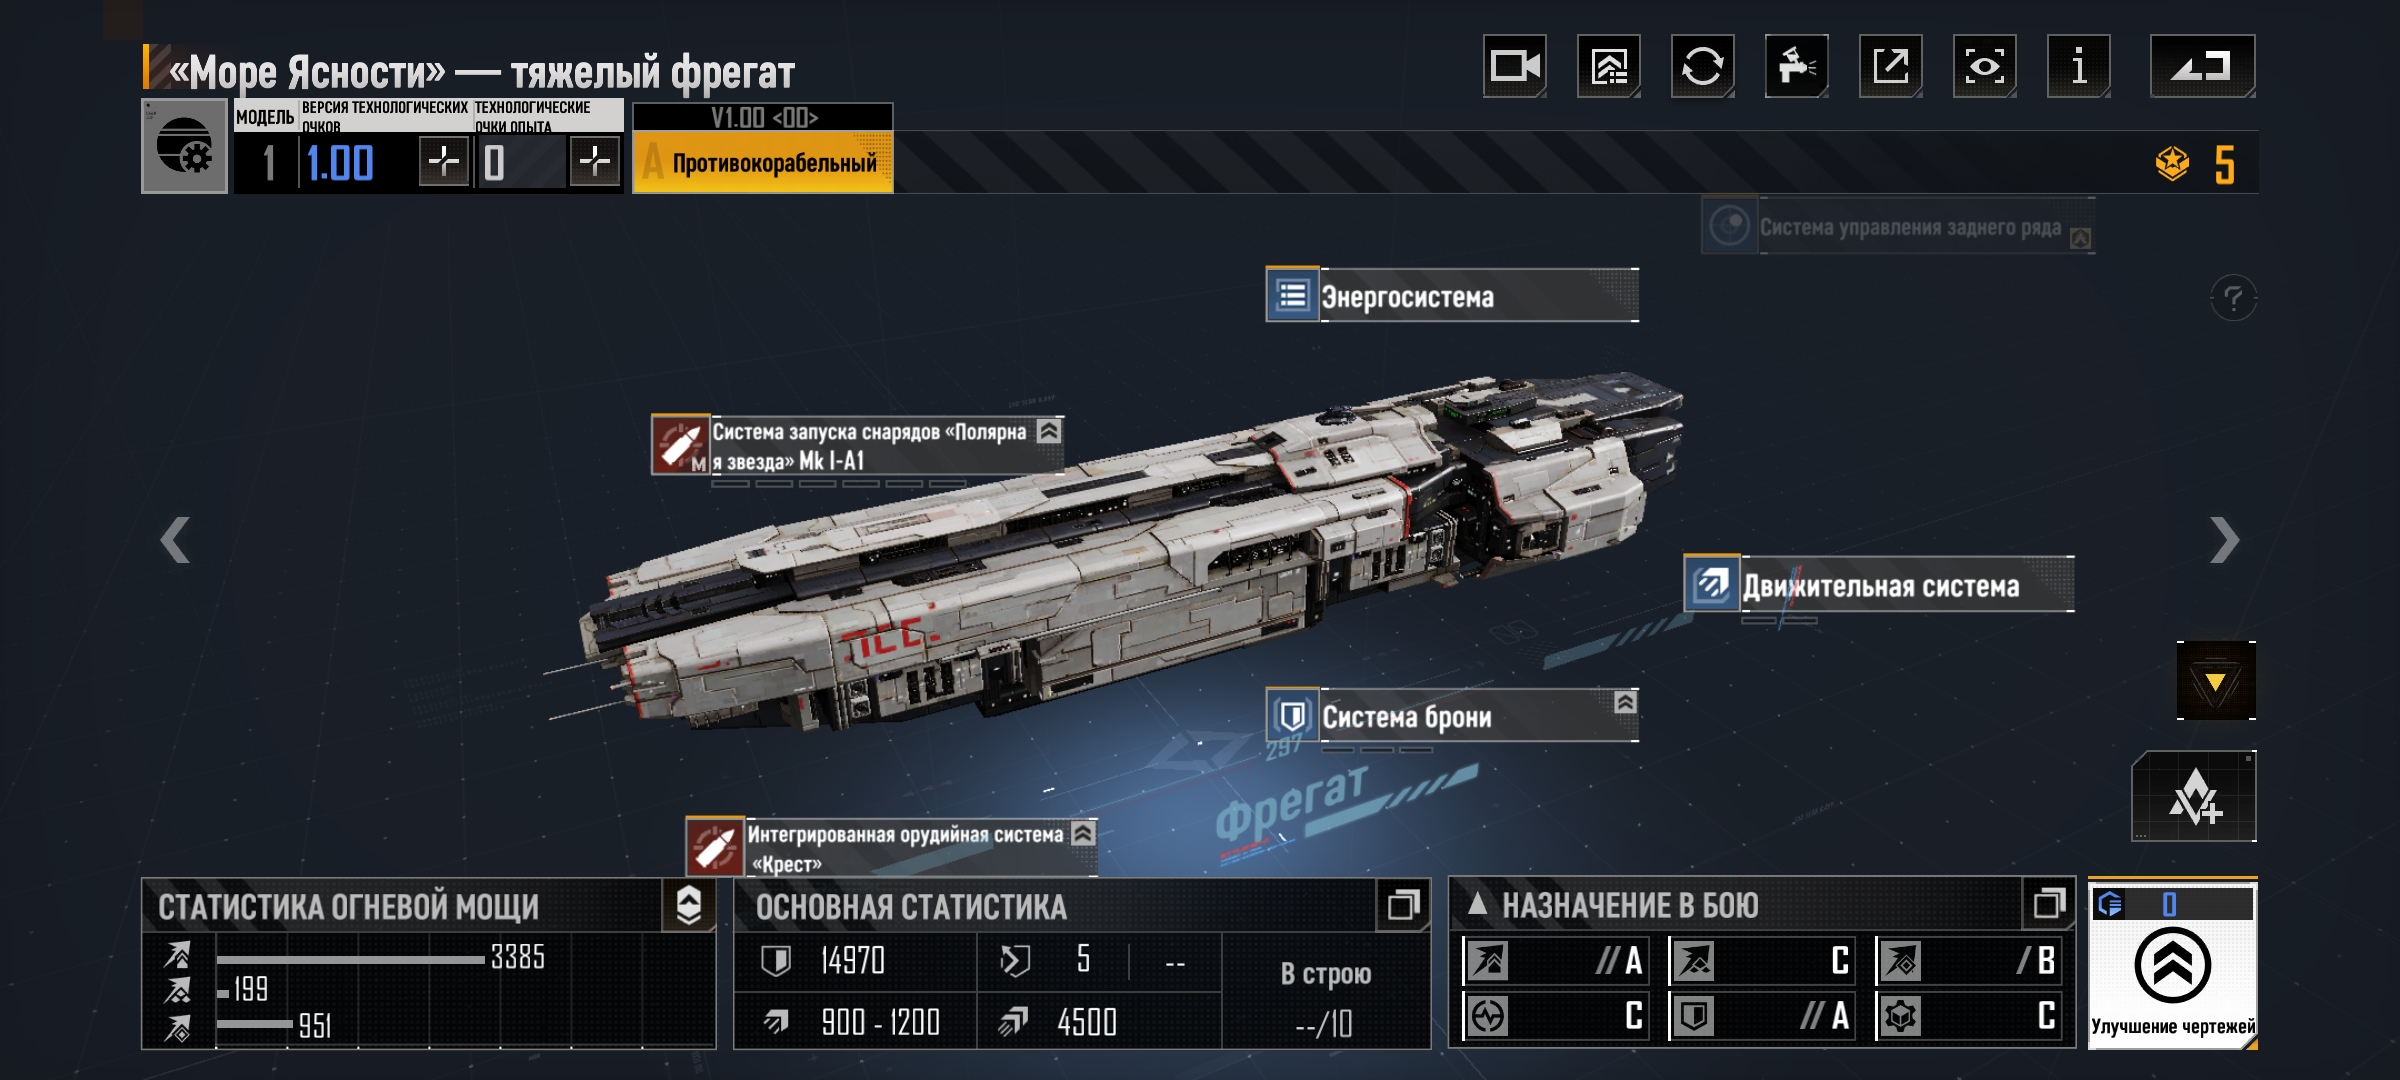 «Море Ясности» — тяжелый фрегат
МОДЕЛЬ
ВЕРСИЯ ТЕХНОЛОГИЧЕСКИХ
ОЧКОВ
ТЕХНОЛОГИЧЕСКИЕ
ОЧКИ ОПЫТА
1
1.00
0
V1.00 <00>
A Противокорабельный
5
Система управления заднего ряда
Энергосистема
Система запуска снарядов «Полярна
я звезда» Mk I-A1
M
TCC.
Движительная система
Система брони
297
Фрегат
Интегрированная орудийная система
«Крест»
СТАТИСТИКА ОГНЕВОЙ МОЩИ
3385
199
951
ОСНОВНАЯ СТАТИСТИКА
14970
5
--
900 - 1200
4500
В строю
--/10
НАЗНАЧЕНИЕ В БОЮ
// A
C
/ B
C
// A
C
0
Улучшение чертежей